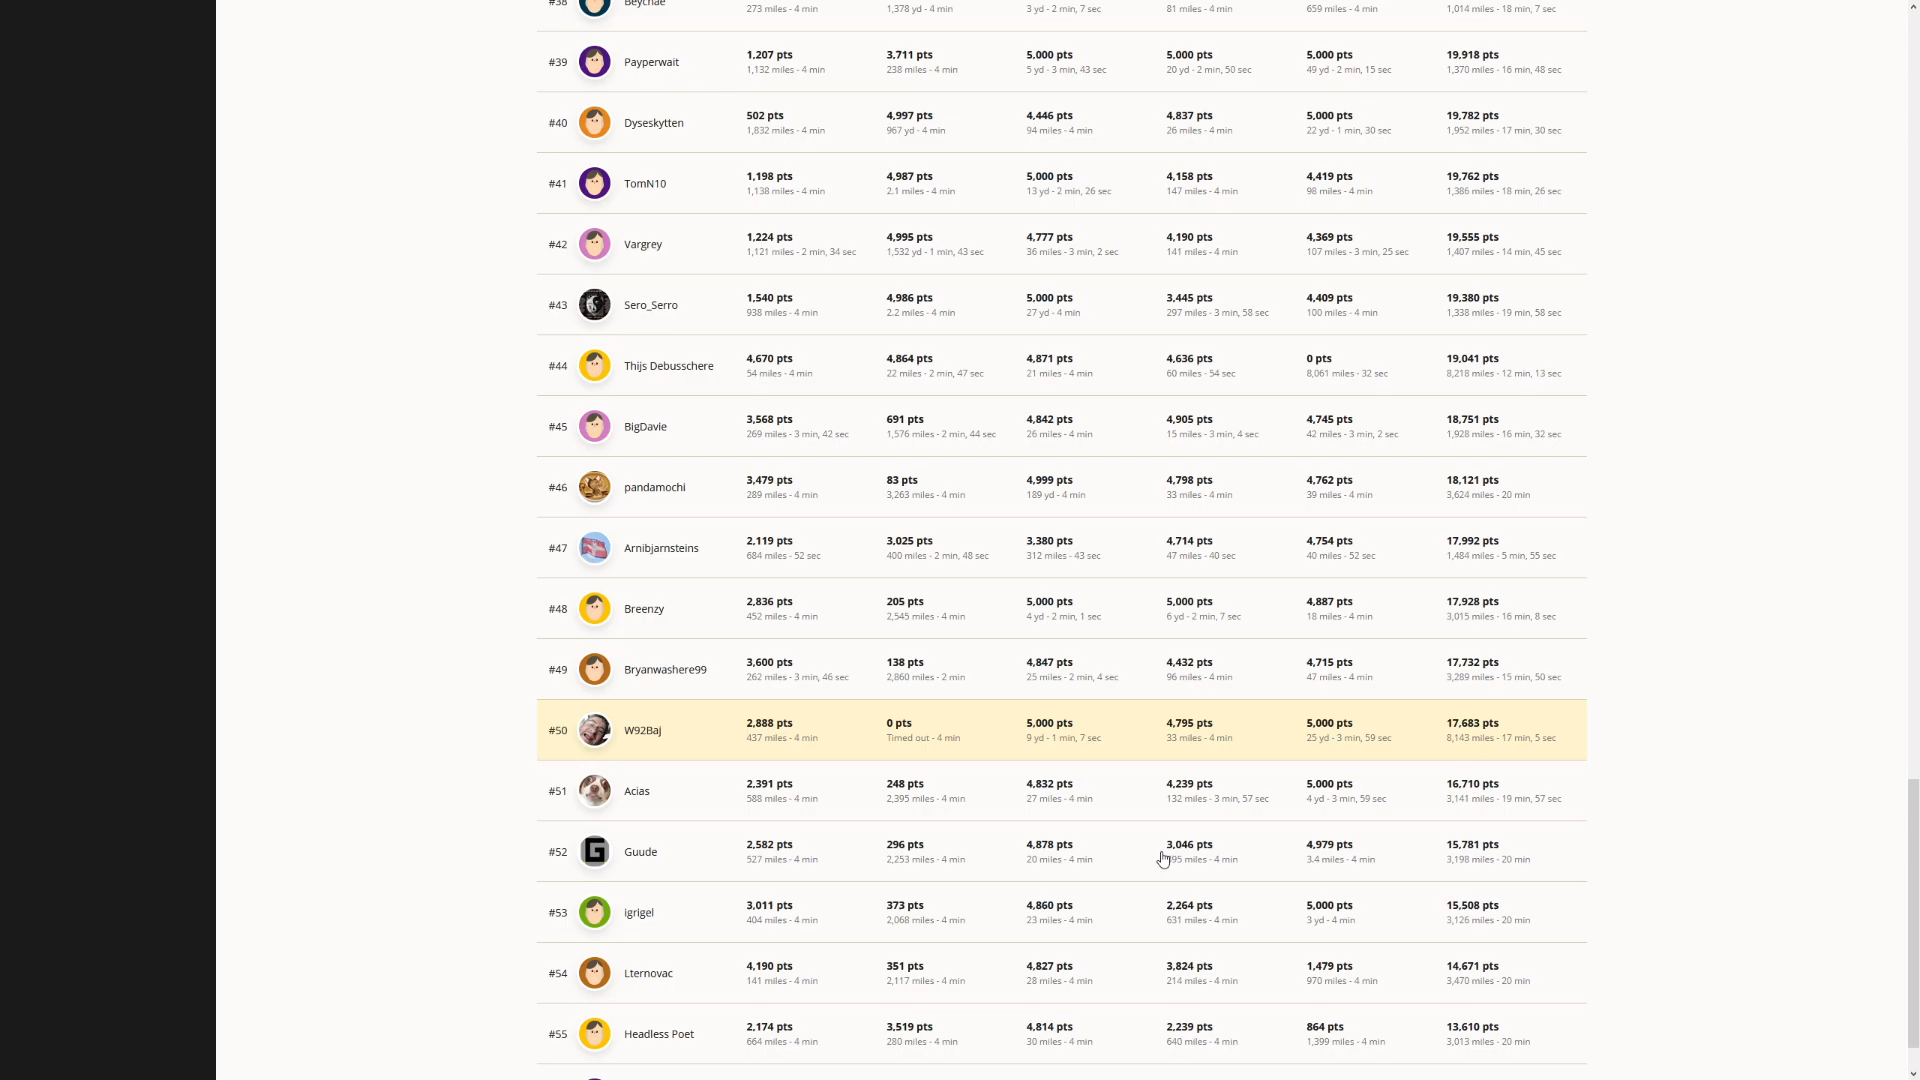 #38 Beychae
273 miles - 4 min 1,378 yd - 4 min 3 yd - 2 min, 7 sec 81 miles - 4 min 659 miles - 4 min 1,014 miles - 18 min, 7 sec
#39 Payperwait 1,207 pts 3,711 pts 5,000 pts 5,000 pts 5,000 pts 19,918 pts
1,132 miles - 4 min 238 miles - 4 min 5 yd - 3 min, 43 sec 20 yd - 2 min, 50 sec 49 yd - 2 min, 15 sec 1,370 miles - 16 min, 48 sec
#40 Dyseskytten 502 pts 4,997 pts 4,446 pts 4,837 pts 5,000 pts 19,782 pts
1,832 miles - 4 min 967 yd - 4 min 94 miles - 4 min 26 miles - 4 min 22 yd - 1 min, 30 sec 1,952 miles - 17 min, 30 sec
#41 TomN10 1,198 pts 4,987 pts 5,000 pts 4,158 pts 4,419 pts 19,762 pts
1,138 miles - 4 min 2.1 miles - 4 min 13 yd - 2 min, 26 sec 147 miles - 4 min 98 miles - 4 min 1,386 miles - 18 min, 26 sec
#42 Vargrey 1,224 pts 4,995 pts 4,777 pts 4,190 pts 4,369 pts 19,555 pts
1,121 miles - 2 min, 34 sec 1,532 yd - 1 min, 43 sec 36 miles - 3 min, 2 sec 141 miles - 4 min 107 miles - 3 min, 25 sec 1,407 miles - 14 min, 45 sec
#43 Sero_Serro 1,540 pts 4,986 pts 5,000 pts 3,445 pts 4,409 pts 19,380 pts
938 miles - 4 min 2.2 miles - 4 min 27 yd - 4 min 297 miles - 3 min, 58 sec 100 miles - 4 min 1,338 miles - 19 min, 58 sec
#44 Thijs Debusschere 4,670 pts 4,864 pts 4,871 pts 4,636 pts 0 pts 19,041 pts
54 miles - 4 min 22 miles - 2 min, 47 sec 21 miles - 4 min 60 miles - 54 sec 8,061 miles - 32 sec 8,218 miles - 12 min, 13 sec
#45 BigDavie 3,568 pts 691 pts 4,842 pts 4,905 pts 4,745 pts 18,751 pts
269 miles - 3 min, 42 sec 1,576 miles - 2 min, 44 sec 26 miles - 4 min 15 miles - 3 min, 4 sec 42 miles - 3 min, 2 sec 1,928 miles - 16 min, 32 sec
#46 pandamochi 3,479 pts 83 pts 4,999 pts 4,798 pts 4,762 pts 18,121 pts
289 miles - 4 min 3,263 miles - 4 min 189 yd - 4 min 33 miles - 4 min 39 miles - 4 min 3,624 miles - 20 min
#47 Arnibjarnsteins 2,119 pts 3,025 pts 3,380 pts 4,714 pts 4,754 pts 17,992 pts
684 miles - 52 sec 400 miles - 2 min, 48 sec 312 miles - 43 sec 47 miles - 40 sec 40 miles - 52 sec 1,484 miles - 5 min, 55 sec
#48 Breenzy 2,836 pts 205 pts 5,000 pts 5,000 pts 4,887 pts 17,928 pts
452 miles - 4 min 2,545 miles - 4 min 4 yd - 2 min, 1 sec 6 yd - 2 min, 7 sec 18 miles - 4 min 3,015 miles - 16 min, 8 sec
#49 Bryanwashere99 3,600 pts 138 pts 4,847 pts 4,432 pts 4,715 pts 17,732 pts
262 miles - 3 min, 46 sec 2,860 miles - 2 min 25 miles - 2 min, 4 sec 96 miles - 4 min 47 miles - 4 min 3,289 miles - 15 min, 50 sec
#50 W92Baj 2,888 pts 0 pts 5,000 pts 4,795 pts 5,000 pts 17,683 pts
437 miles - 4 min Timed out - 4 min 9 yd - 1 min, 7 sec 33 miles - 4 min 25 yd - 3 min, 59 sec 8,143 miles - 17 min, 5 sec
#51 Acias 2,391 pts 248 pts 4,832 pts 4,239 pts 5,000 pts 16,710 pts
588 miles - 4 min 2,395 miles - 4 min 27 miles - 4 min 132 miles - 3 min, 57 sec 4 yd - 3 min, 59 sec 3,141 miles - 19 min, 57 sec
#52 Guude 2,582 pts 296 pts 4,878 pts 3,046 pts 4,979 pts 15,781 pts
527 miles - 4 min 2,253 miles - 4 min 20 miles - 4 min miles - 4 min 3.4 miles - 4 min 3,198 miles - 20 min
#53 igrigel 3,011 pts 373 pts 4,860 pts 2,264 pts 5,000 pts 15,508 pts
404 miles - 4 min 2,068 miles - 4 min 23 miles - 4 min 631 miles - 4 min 3 yd - 4 min 3,126 miles - 20 min
#54 Lternovac 4,190 pts 351 pts 4,827 pts 3,824 pts 1,479 pts 14,671 pts
141 miles - 4 min 2,117 miles - 4 min 28 miles - 4 min 214 miles - 4 min 970 miles - 4 min 3,470 miles - 20 min
#55 Headless Poet 2,174 pts 3,519 pts 4,814 pts 2,239 pts 864 pts 13,610 pts
664 miles - 4 min 280 miles - 4 min 30 miles - 4 min 640 miles - 4 min 1,399 miles - 4 min 3,013 miles - 20 min